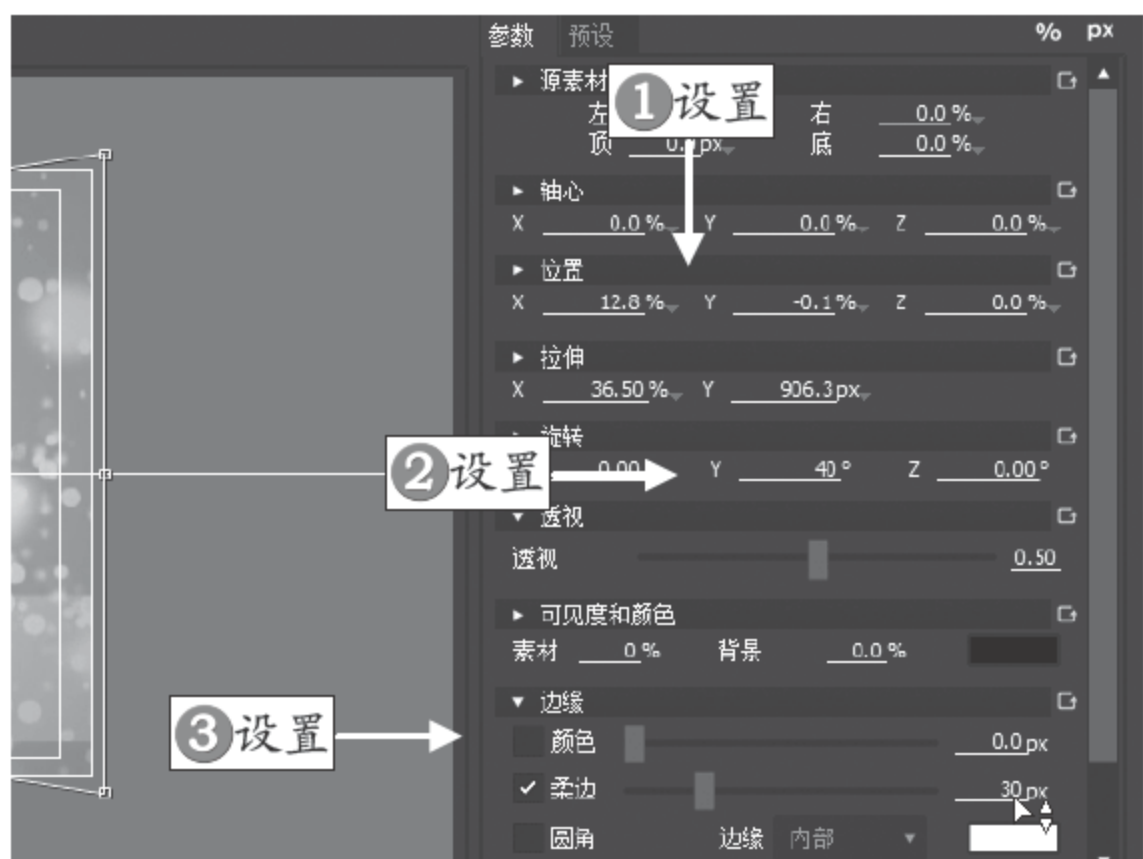 参数 预设 % px
源素材
①设置
左 右 0.0 %
顶 px 底 0.0 %
轴心
X 0.0 % Y 0.0 % Z 0.0 %
位置
X 12.8 % Y -0.1 % Z 0.0 %
拉伸
X 36.50 % Y 906.3 px
旋转
②设置
0.00 Y 40 ° Z 0.00 °
透视
透视 0.50
可见度和颜色
素材 0 % 背景 0.0 %
边缘
③设置
颜色 0.0 px
柔边 30 px
圆角 边缘 内部